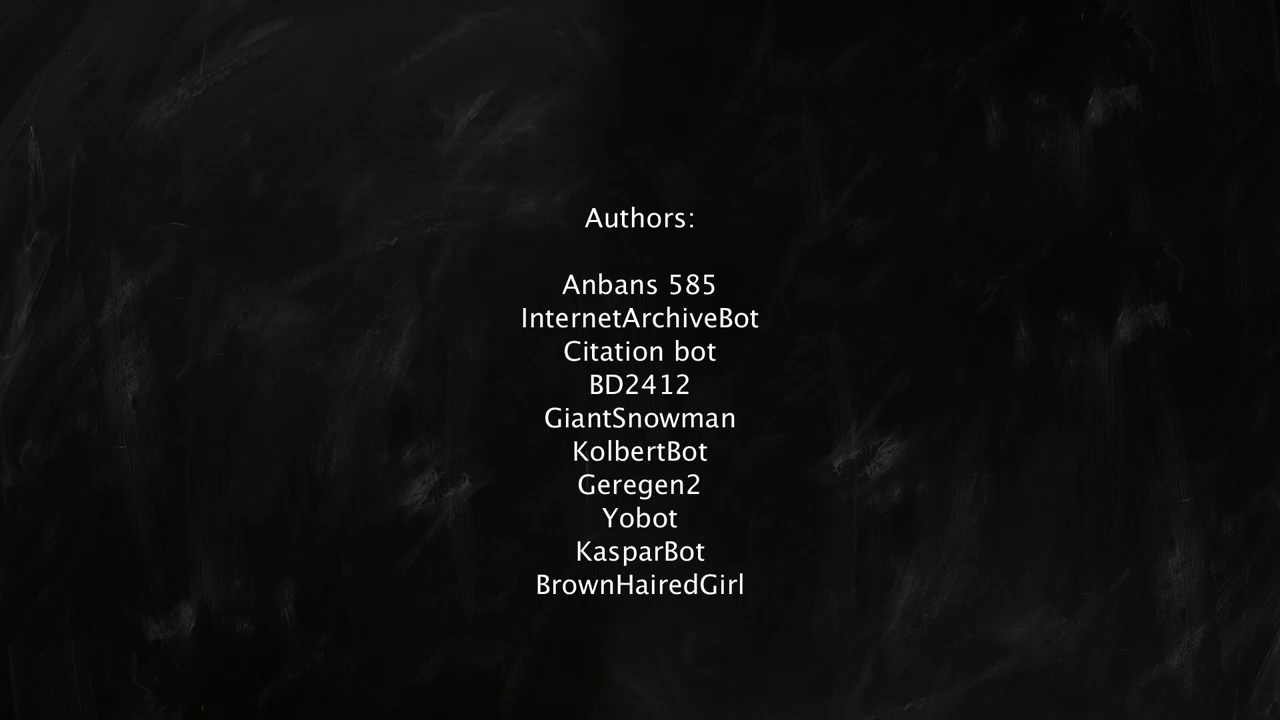 Authors:
Anbans 585
InternetArchiveBot
Citation bot
BD2412
GiantSnowman
KolbertBot
Geregen2
Yobot
KasparBot
BrownHairedGirl